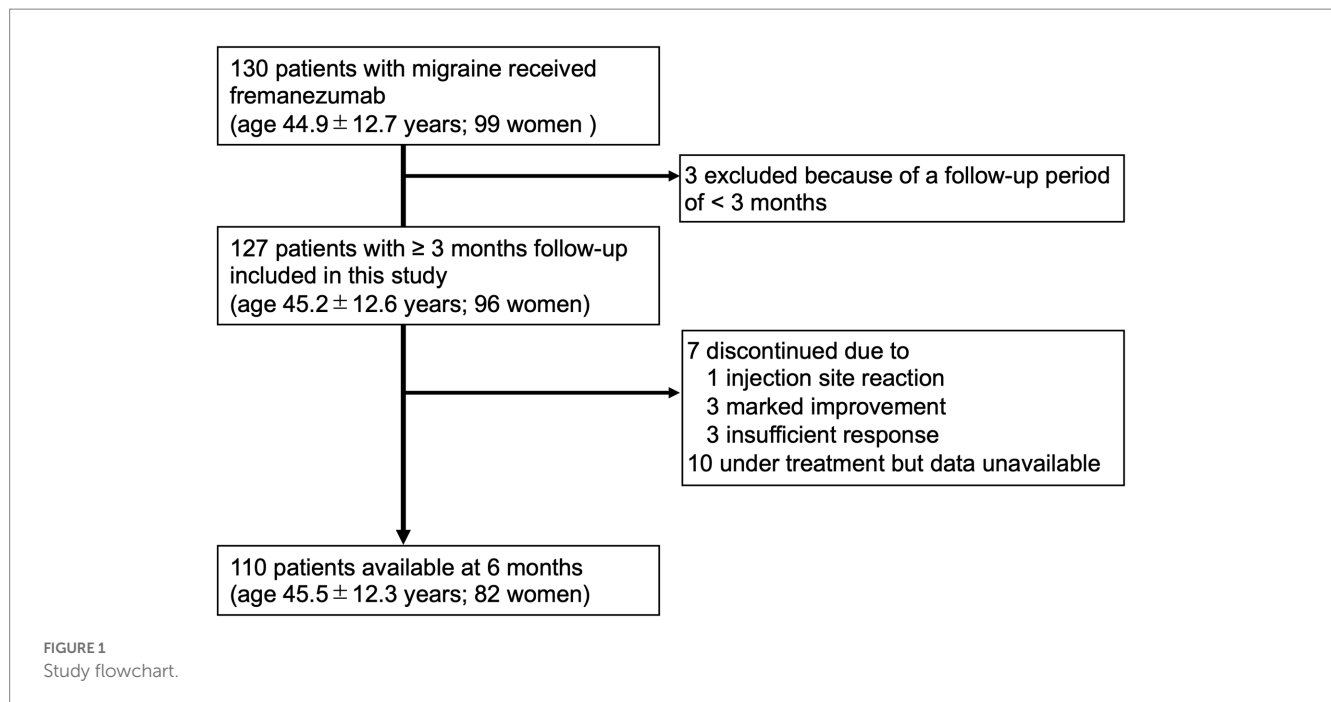 130 patients with migraine received
fremanezumab
(age 44.9±12.7 years; 99 women )
3 excluded because of a follow-up period
of < 3 months
127 patients with ≥ 3 months follow-up
included in this study
(age 45.2±12.6 years; 96 women)
7 discontinued due to
1 injection site reaction
3 marked improvement
3 insufficient response
10 under treatment but data unavailable
110 patients available at 6 months
(age 45.5±12.3 years; 82 women)
FIGURE 1
Study flowchart.